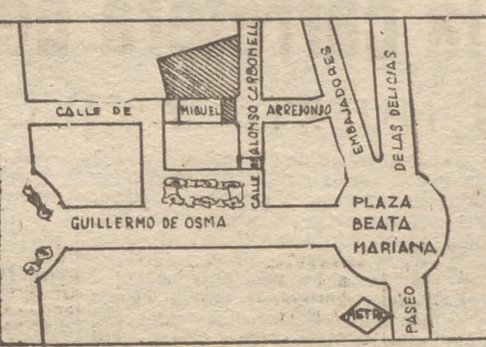 CALLE DE MIGUEL ARREJONDO
CALLE DE ALONSO CARBONELL
EMBAJADORES
DE LAS DELICIAS
PLAZA
BEATA
MARIANA
GUILLERMO DE OSMA
PASEO
METRO